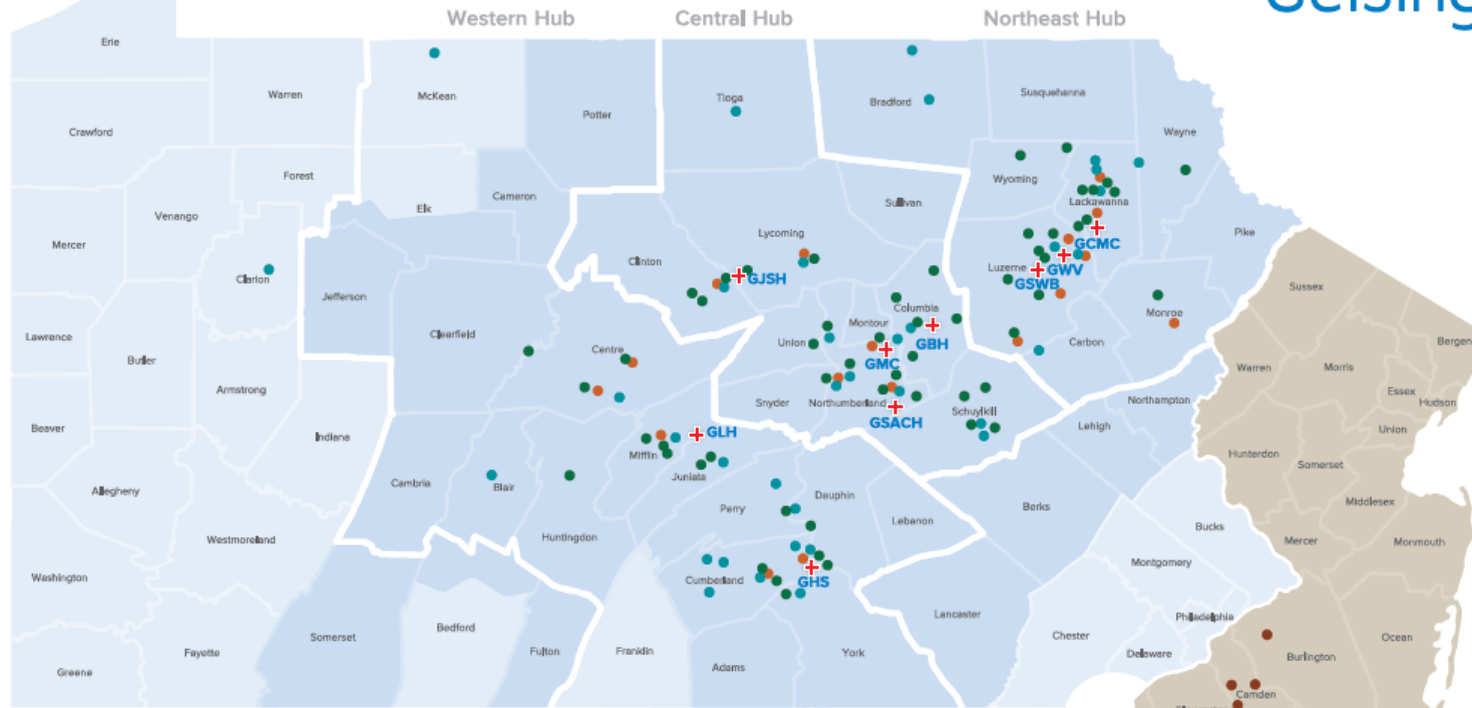 Geising
Western Hub
Central Hub
Northeast Hub
Erie
Warren
McKean
Potter
Tioga
Bradford
Susquehanna
Wayne
Crawford
Forest
Elk
Cameron
Wyoming
Lackawanna
Venango
Sullivan
Mercer
Lycoming
Pike
Clarion
Clinton
GCMC
Luzerne
GWV
GJSH
GSWB
Jefferson
Sussex
Columbia
Monroe
Lawrence
Clearfield
Montour
Centre
Union
GBH
Carbon
Bergen
Butler
GMC
Warren
Morris
Armstrong
Essex
Snyder
Northumberland
Northampton
Hudson
Schuylkill
GSACH
Beaver
Indiana
GLH
Lehigh
Union
Mifflin
Hunterdon
Somerset
Juniata
Cambria
Blair
Allegheny
Dauphin
Middlesex
Perry
Berks
Lebanon
Bucks
Westmoreland
Huntingdon
Mercer
Monmouth
Montgomery
Washington
Cumberland
GHS
Lancaster
Philadelphia
Bedford
Somerset
Chester
Ocean
Fayette
Fulton
Franklin
York
Delaware
Burlington
Greene
Adams
Camden